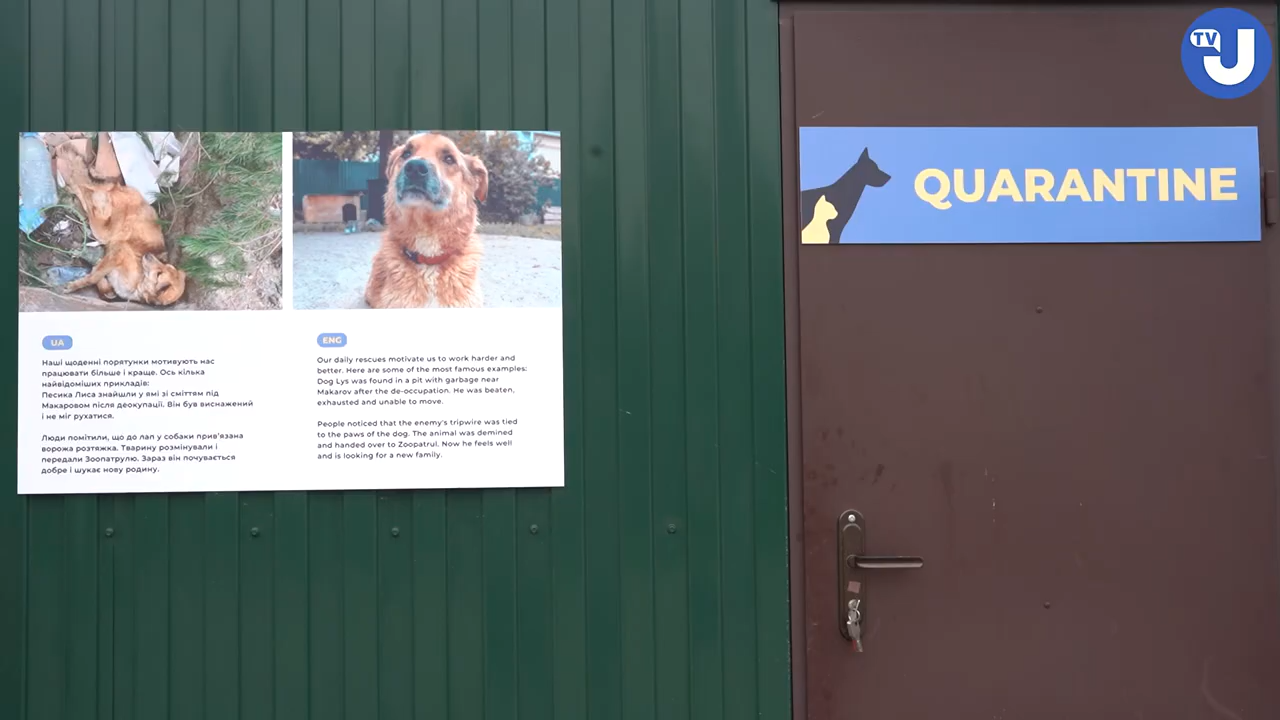 TV J
QUARANTINE
UA
Наші щоденні порятунки мотивують нас
працювати більше і краще. Ось кілька
найвідоміших прикладів:
Песика Лиса знайшли у ямі зі сміттям під
Макаровом після деокупації. Він був виснажений
і не міг рухатися.
Люди помітили, що до лап у собаки прив'язана
ворожа розтяжка. Тварину розмінували і
передали Зоопатрулю. Зараз він почувається
добре і шукає нову родину.
ENG
Our daily rescues motivate us to work harder and
better. Here are some of the most famous examples:
Dog Lys was found in a pit with garbage near
Makarov after the de-occupation. He was beaten,
exhausted and unable to move.
People noticed that the enemy's tripwire was tied
to the paws of the dog. The animal was demined
and handed over to Zoopatrul. Now he feels well
and is looking for a new family.